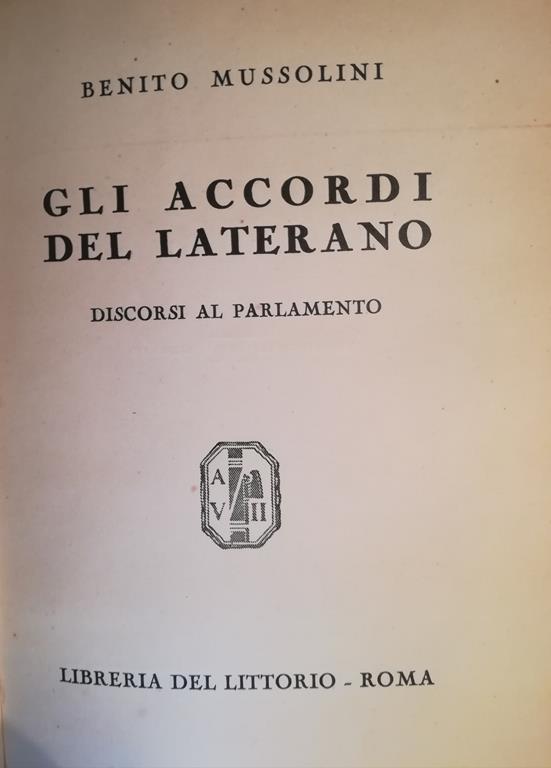 BENITO MUSSOLINI
GLI ACCORDI
DEL LATERANO
DISCORSI AL PARLAMENTO
A
V II
LIBRERIA DEL LITTORIO - ROMA